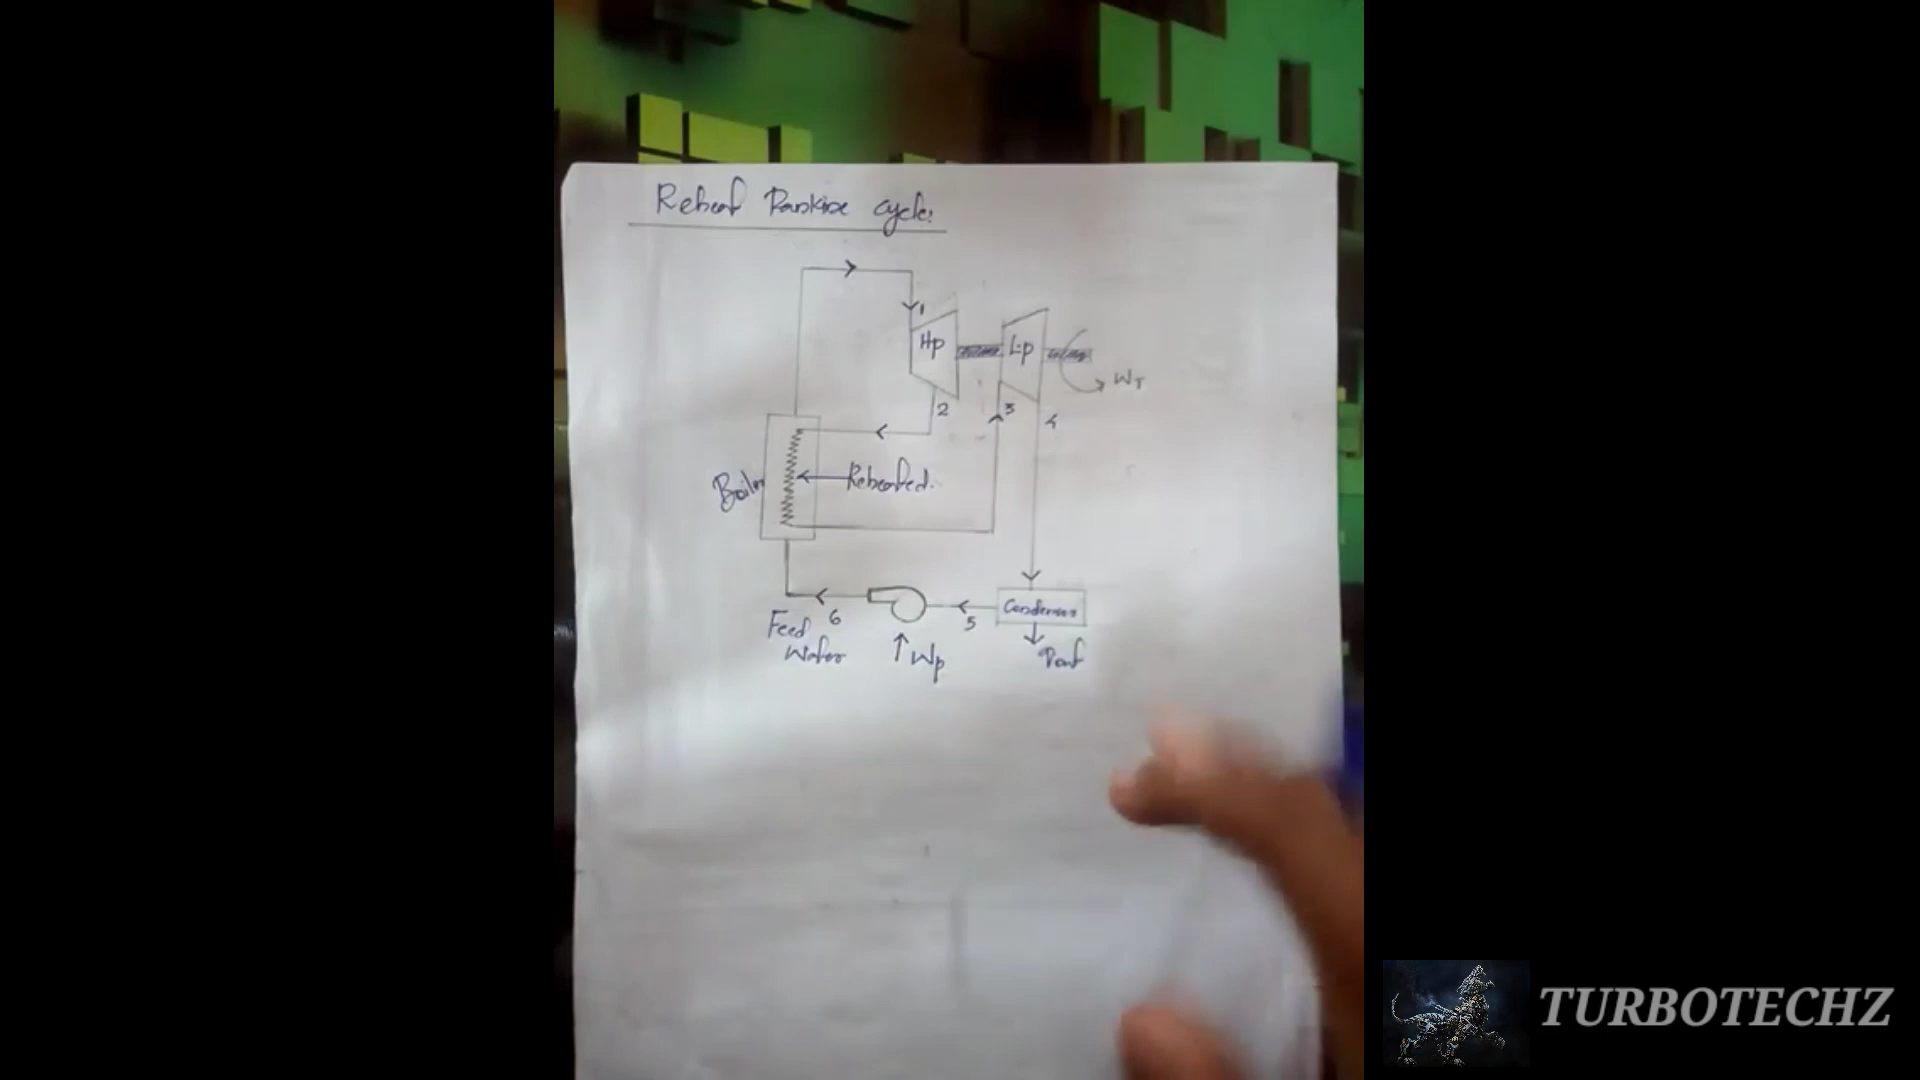 Reheat Rankine cycle:
1
Hp
Lp
WT
2
3
4
Boiler
Reheated.
Condenser
6
5
Feed
Water
Wp
TURBOTECHZ